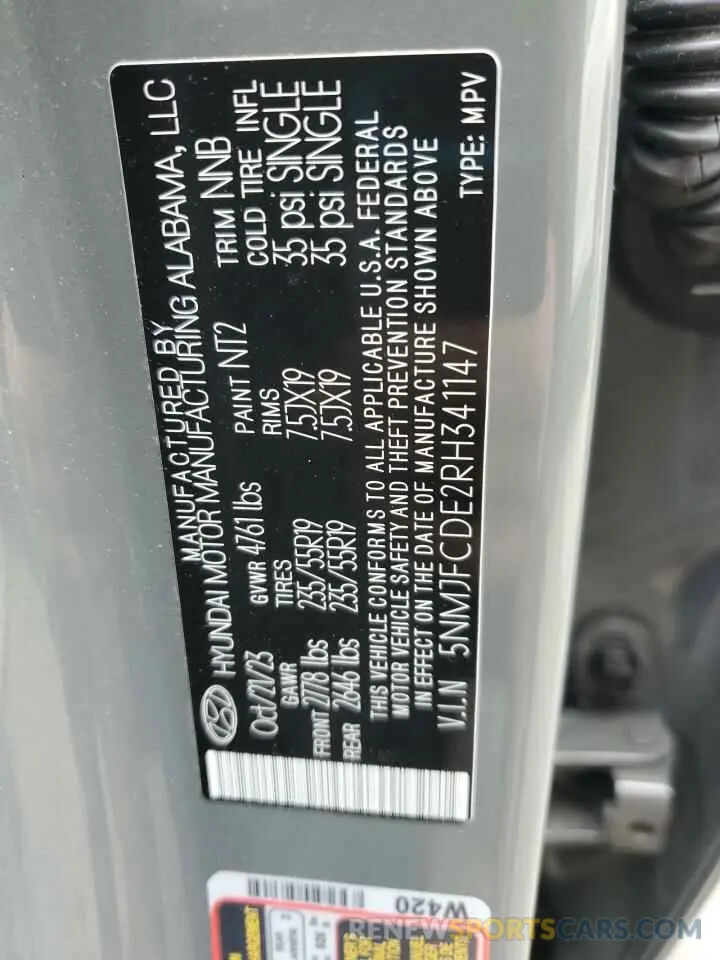 MANUFACTURED BY
HYUNDAI MOTOR MANUFACTURING ALABAMA, LLC
Oct/21/23 GVWR 4761 lbs PAINT NT2 TRIM NNB
GAWR TIRES RIMS COLD TIRE INFL
FRONT 2778 lbs 235/55R19 7.5JX19 35 psi SINGLE
REAR 2646 lbs 235/55R19 7.5JX19 35 psi SINGLE
THIS VEHICLE CONFORMS TO ALL APPLICABLE U.S.A. FEDERAL
MOTOR VEHICLE SAFETY AND THEFT PREVENTION STANDARDS
IN EFFECT ON THE DATE OF MANUFACTURE SHOWN ABOVE
V.I.N 5NMJFCDE2RH341147 TYPE: MPV
W420
RENEWSPORTSCARS.COM